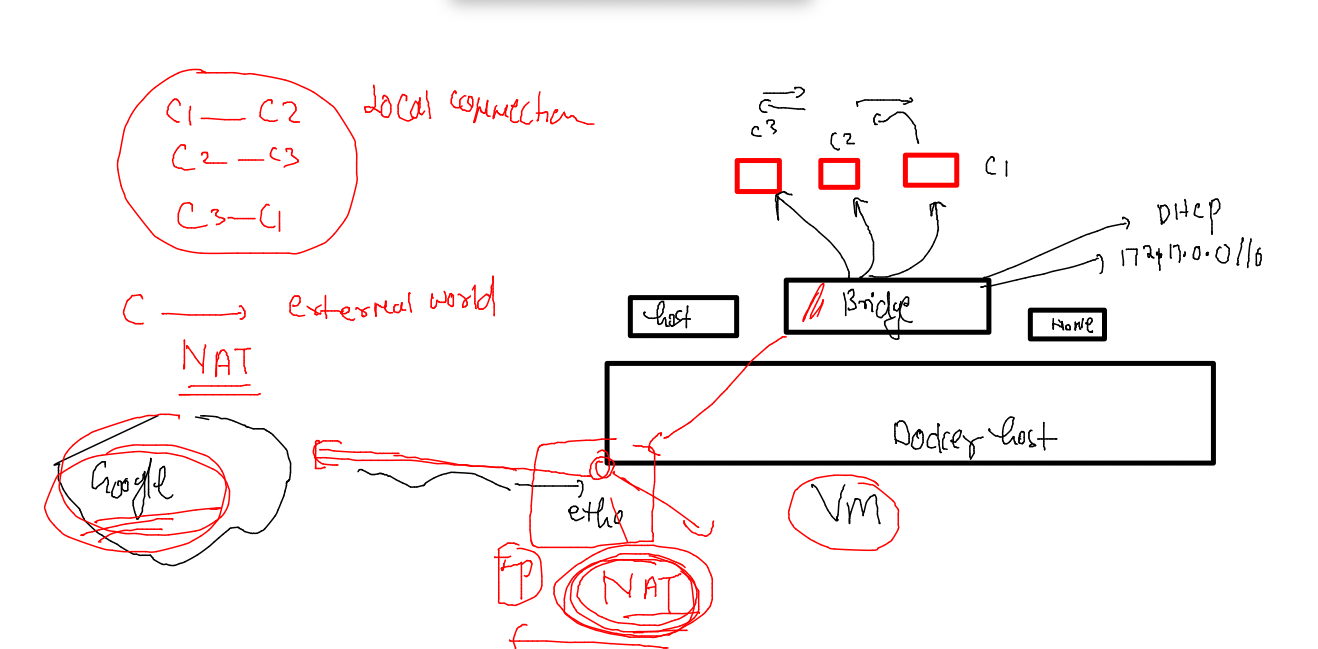 C1 — C2
Local connection
C2 — C3
C3 — C1
C → external world
NAT
Google
C3
C2
C1
DHCP
172.17.0.0/16
host
Bridge
None
Docker host
eth0
VM
IP
NAT